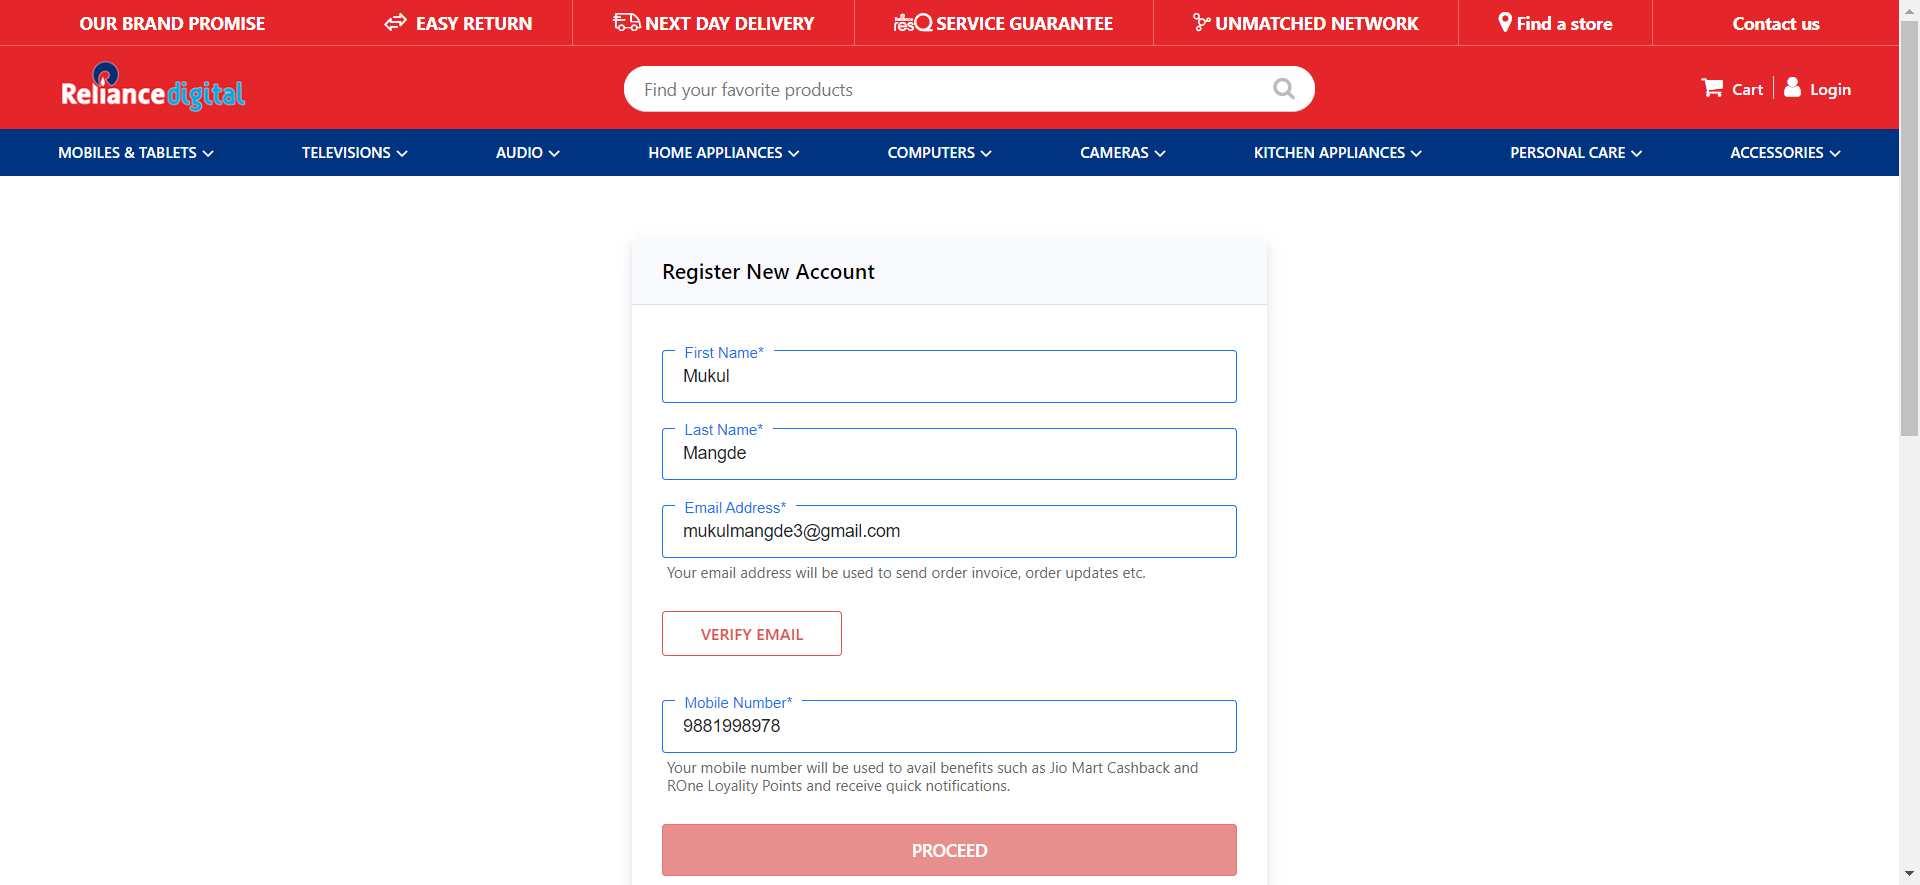 OUR BRAND PROMISE
EASY RETURN
NEXT DAY DELIVERY
resQ SERVICE GUARANTEE
UNMATCHED NETWORK
Find a store
Contact us
Reliance digital
Find your favorite products
Cart
Login
MOBILES & TABLETS
TELEVISIONS
AUDIO
HOME APPLIANCES
COMPUTERS
CAMERAS
KITCHEN APPLIANCES
PERSONAL CARE
ACCESSORIES
Register New Account
First Name*
Mukul
Last Name*
Mangde
Email Address*
mukulmangde3@gmail.com
Your email address will be used to send order invoice, order updates etc.
VERIFY EMAIL
Mobile Number*
9881998978
Your mobile number will be used to avail benefits such as Jio Mart Cashback and
ROne Loyality Points and receive quick notifications.
PROCEED